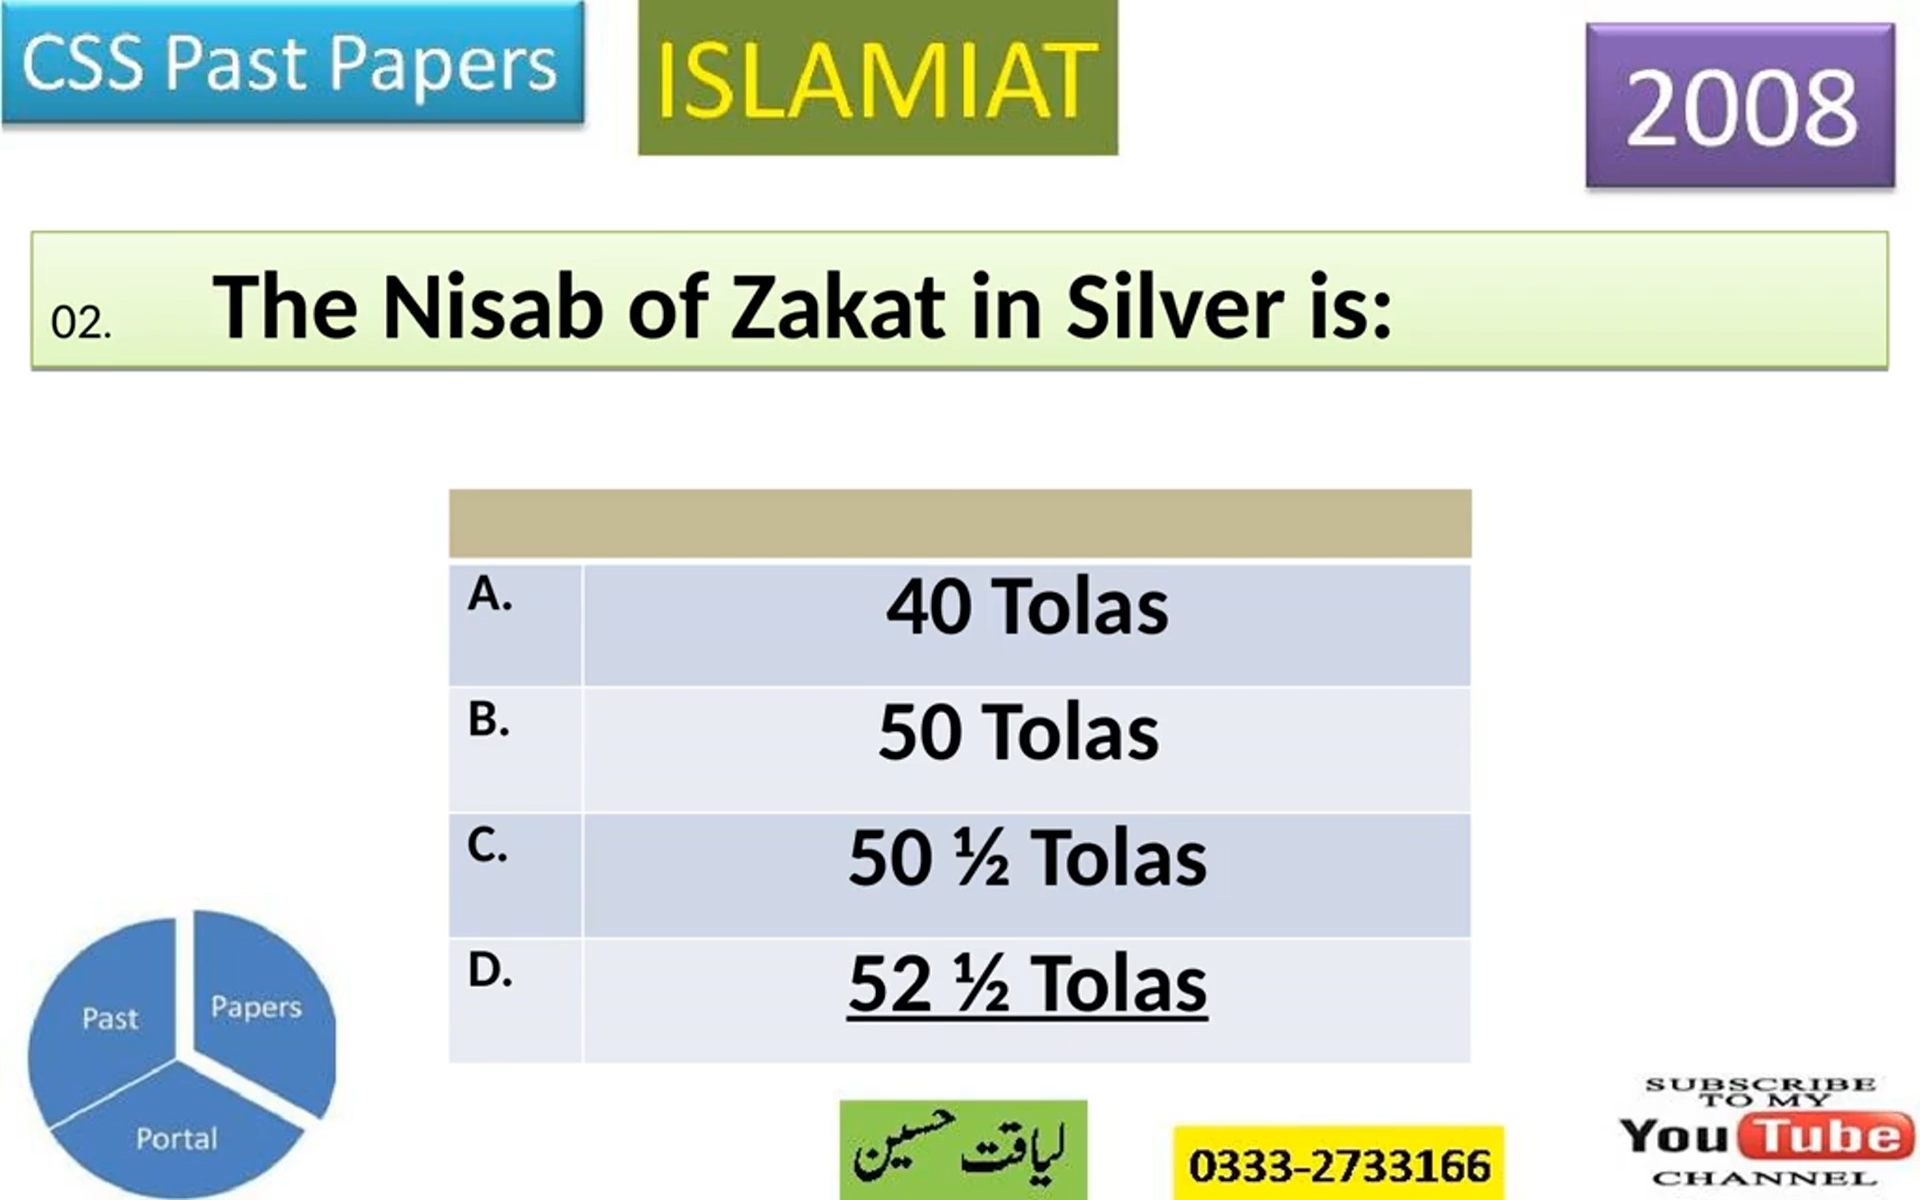 CSS Past Papers
ISLAMIAT
2008
02. The Nisab of Zakat in Silver is:
A. 40 Tolas
B. 50 Tolas
C. 50 ½ Tolas
D. 52 ½ Tolas
Past
Papers
Portal
لیاقت حسین
0333-2733166
SUBSCRIBE
TO MY
YouTube
CHANNEL